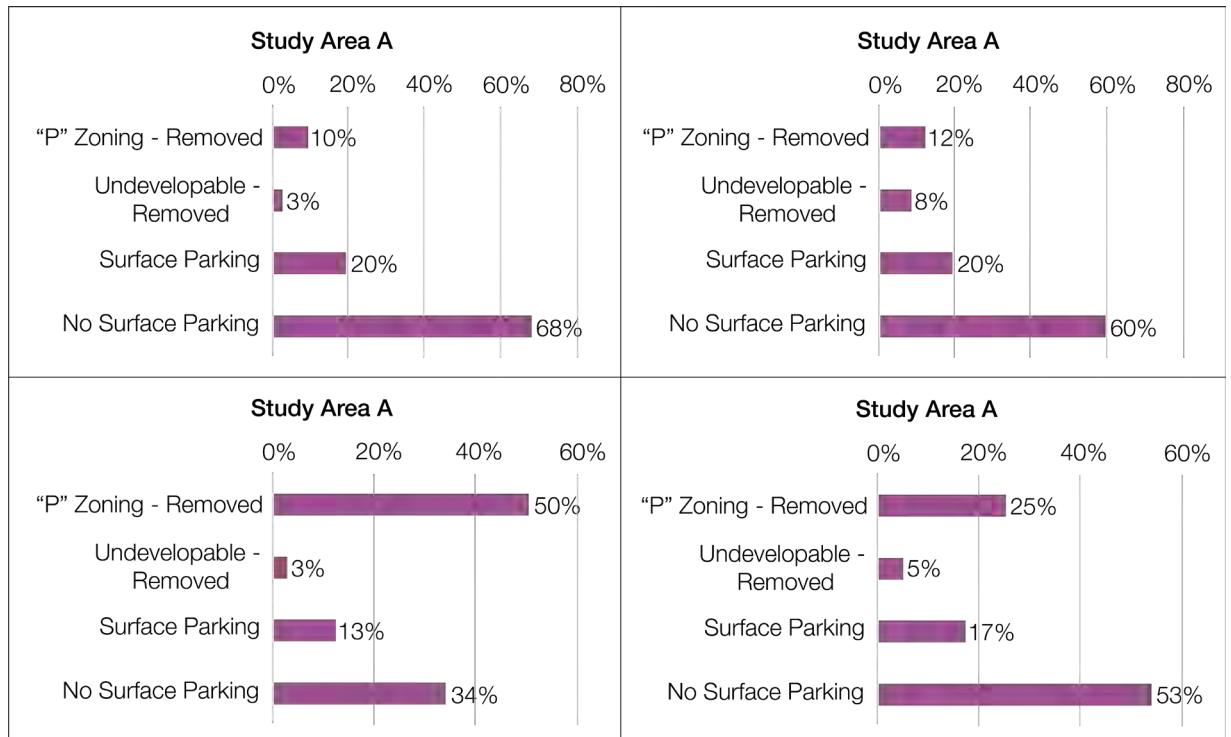 Study Area A
0% 20% 40% 60% 80%
“P” Zoning - Removed 10%
Undevelopable -
Removed 3%
Surface Parking 20%
No Surface Parking 68%
Study Area A
0% 20% 40% 60% 80%
“P” Zoning - Removed 12%
Undevelopable -
Removed 8%
Surface Parking 20%
No Surface Parking 60%
Study Area A
0% 20% 40% 60%
“P” Zoning - Removed 50%
Undevelopable -
Removed 3%
Surface Parking 13%
No Surface Parking 34%
Study Area A
0% 20% 40% 60%
“P” Zoning - Removed 25%
Undevelopable -
Removed 5%
Surface Parking 17%
No Surface Parking 53%